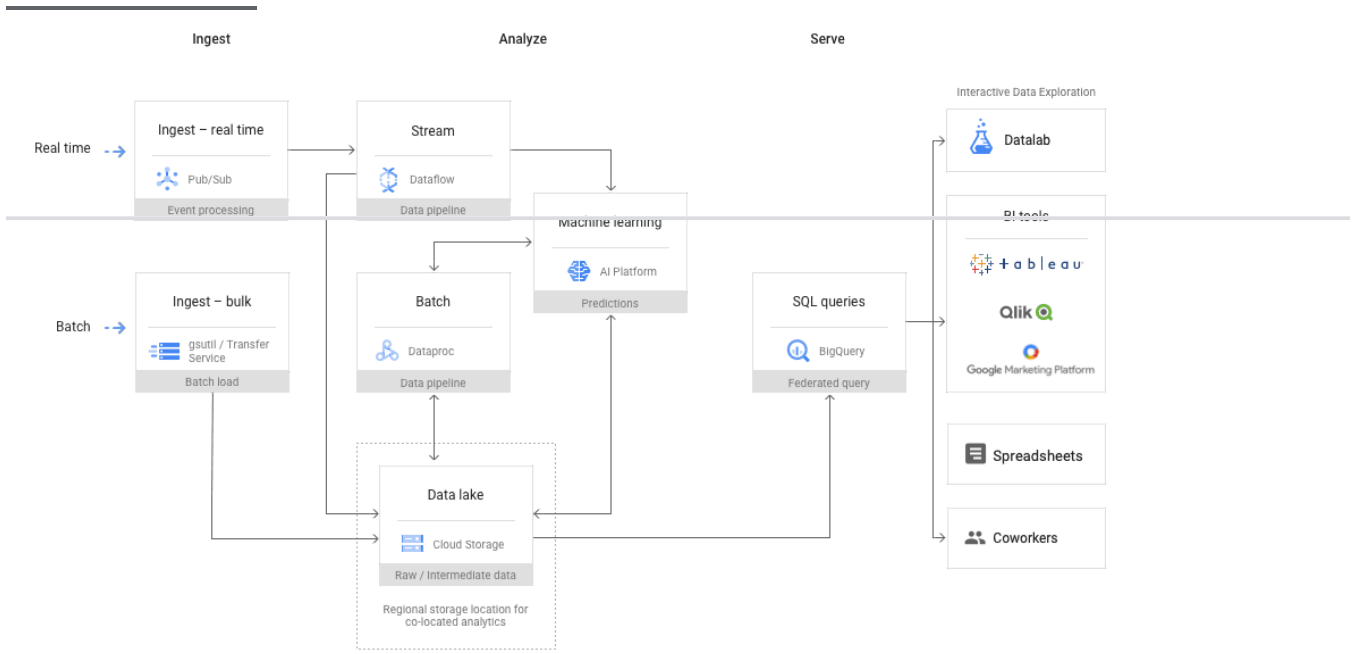 Ingest
Analyze
Serve
Interactive Data Exploration
Real time
Ingest – real time
Pub/Sub
Event processing
Stream
Dataflow
Data pipeline
Machine learning
AI Platform
Predictions
Datalab
BI tools
+ a b | e a u
Qlik
Google Marketing Platform
Batch
Ingest – bulk
gsutil / Transfer
Service
Batch load
Batch
Dataproc
Data pipeline
SQL queries
BigQuery
Federated query
Spreadsheets
Coworkers
Data lake
Cloud Storage
Raw / Intermediate data
Regional storage location for
co-located analytics